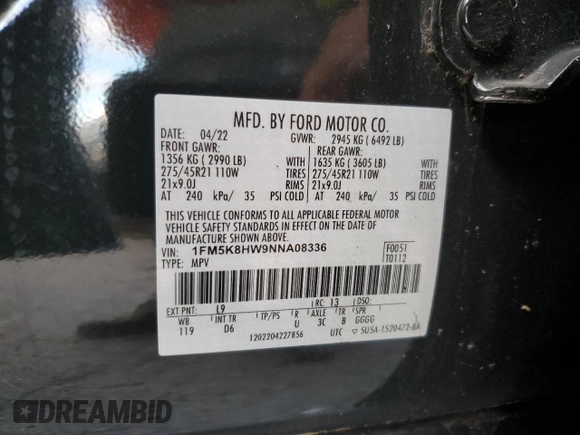 MFD. BY FORD MOTOR CO.
DATE: 04/22 GVWR: 2945 KG ( 6492 LB)
FRONT GAWR: REAR GAWR:
1356 KG ( 2990 LB) WITH 1635 KG ( 3605 LB) WITH
275/45R21 110W TIRES 275/45R21 110W TIRES
21x9.0J RIMS 21x9.0J RIMS
AT 240 kPa/ 35 PSI COLD AT 240 kPa/ 35 PSI COLD
THIS VEHICLE CONFORMS TO ALL APPLICABLE FEDERAL MOTOR
VEHICLE SAFETY AND THEFT PREVENTION STANDARDS IN EFFECT ON THE DATE OF
MANUFACTURE SHOWN ABOVE.
VIN: 1FM5K8HW9NNA08336 F0051
TYPE: MPV T0112
EXT PNT: L9 RC: 13 DSO:
WB INT TR TP/PS R AXLE TR SPR
119 D6 U 3C B GGGG
1202204227856 UTC
DREAMBID